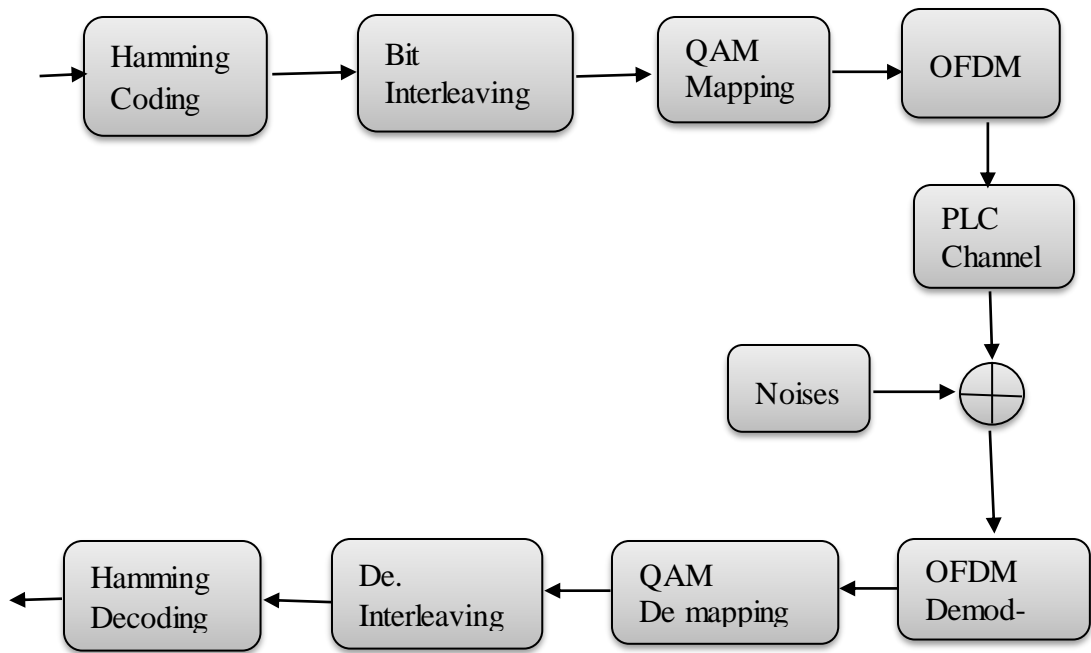 Hamming
Coding
Bit
Interleaving
QAM
Mapping
OFDM
PLC
Channel
Noises
Hamming
Decoding
De.
Interleaving
QAM
De mapping
OFDM
Demod-